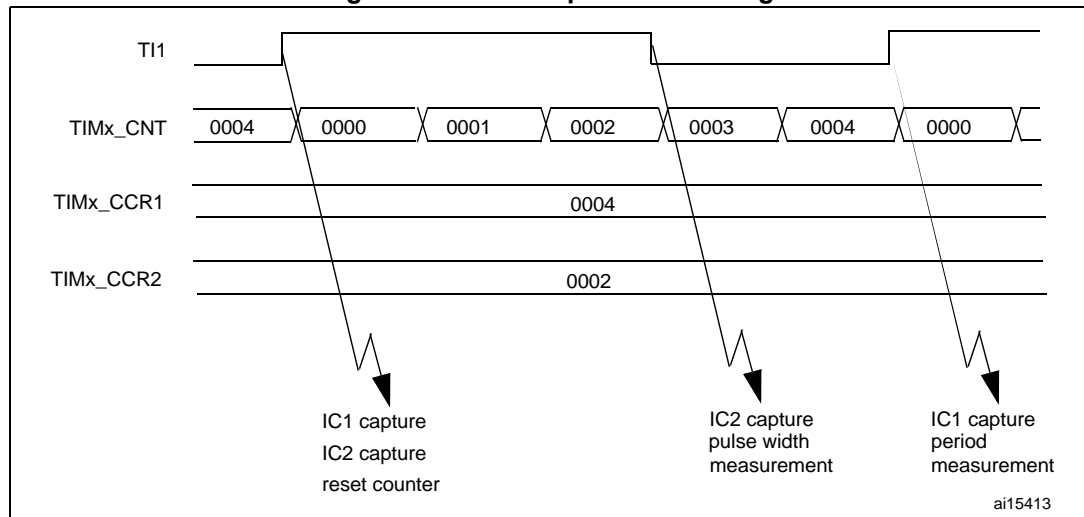 TI1
TIMx_CNT 0004 0000 0001 0002 0003 0004 0000
TIMx_CCR1 0004
TIMx_CCR2 0002
IC1 capture
IC2 capture
reset counter
IC2 capture
pulse width
measurement
IC1 capture
period
measurement
ai15413